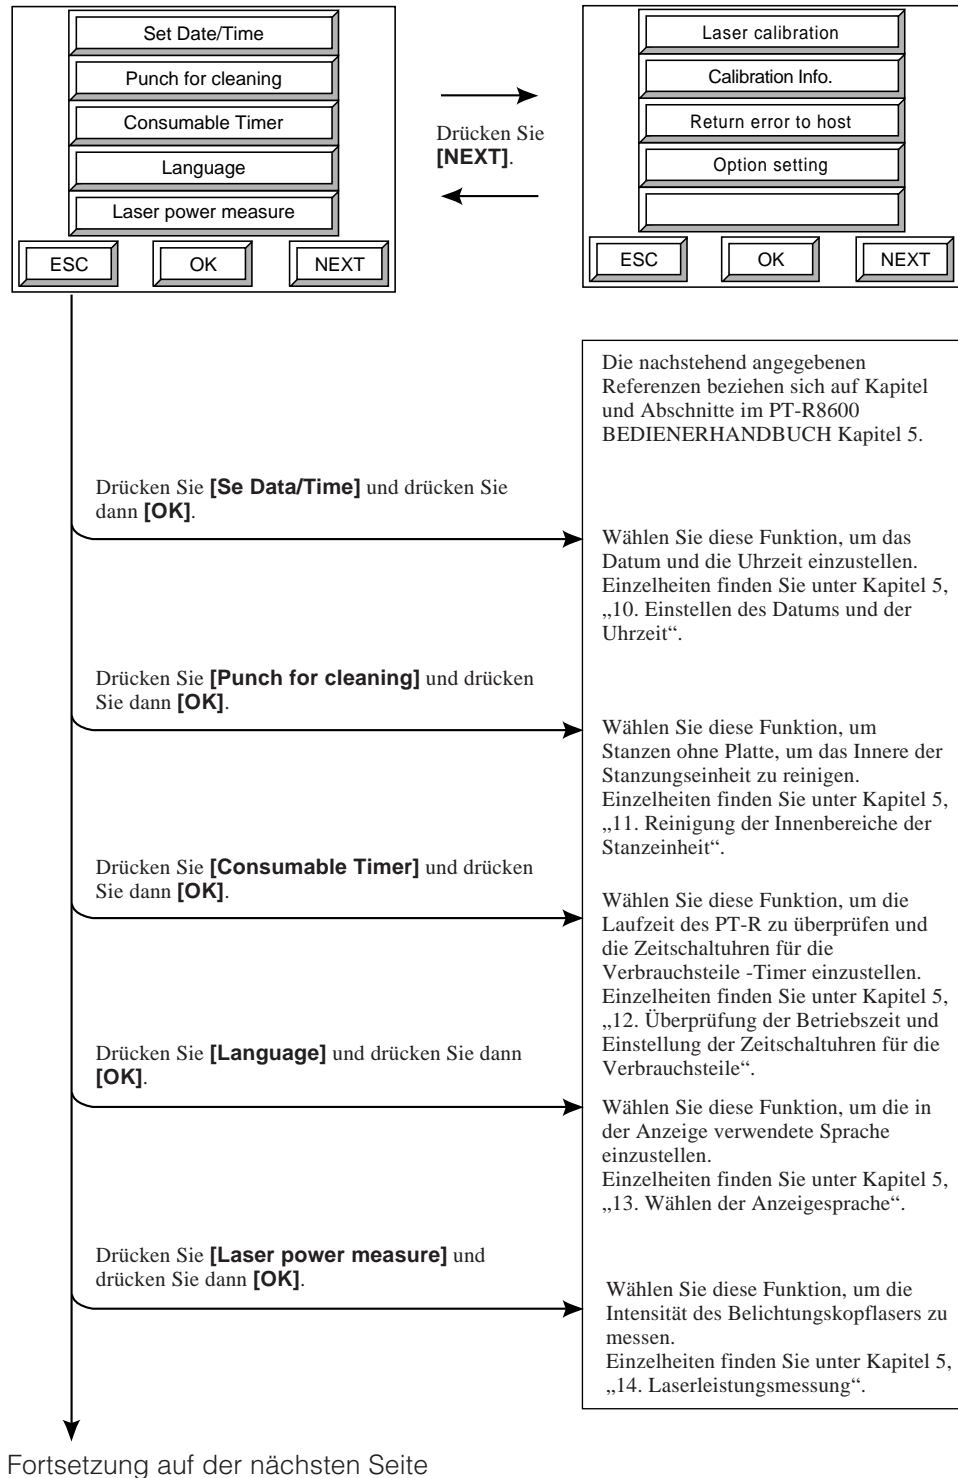 Set Date/Time
Punch for cleaning
Consumable Timer
Language
Laser power measure
ESC
OK
NEXT
Drücken Sie
[NEXT].
Laser calibration
Calibration Info.
Return error to host
Option setting
ESC
OK
NEXT
Die nachstehend angegebenen
Referenzen beziehen sich auf Kapitel
und Abschnitte im PT-R8600
BEDIENERHANDBUCH Kapitel 5.
Drücken Sie [Se Data/Time] und drücken Sie
dann [OK].
Wählen Sie diese Funktion, um das
Datum und die Uhrzeit einzustellen.
Einzelheiten finden Sie unter Kapitel 5,
„10. Einstellen des Datums und der
Uhrzeit“.
Drücken Sie [Punch for cleaning] und drücken
Sie dann [OK].
Wählen Sie diese Funktion, um
Stanzen ohne Platte, um das Innere der
Stanzungseinheit zu reinigen.
Einzelheiten finden Sie unter Kapitel 5,
„11. Reinigung der Innenbereiche der
Stanzeinheit“.
Drücken Sie [Consumable Timer] und drücken
Sie dann [OK].
Wählen Sie diese Funktion, um die
Laufzeit des PT-R zu überprüfen und
die Zeitschaltuhren für die
Verbrauchsteile -Timer einzustellen.
Einzelheiten finden Sie unter Kapitel 5,
„12. Überprüfung der Betriebszeit und
Einstellung der Zeitschaltuhren für die
Verbrauchsteile“.
Drücken Sie [Language] und drücken Sie dann
[OK].
Wählen Sie diese Funktion, um die in
der Anzeige verwendete Sprache
einzustellen.
Einzelheiten finden Sie unter Kapitel 5,
„13. Wählen der Anzeigesprache“.
Drücken Sie [Laser power measure] und
drücken Sie dann [OK].
Wählen Sie diese Funktion, um die
Intensität des Belichtungskopflasers zu
messen.
Einzelheiten finden Sie unter Kapitel 5,
„14. Laserleistungsmessung“.
Fortsetzung auf der nächsten Seite